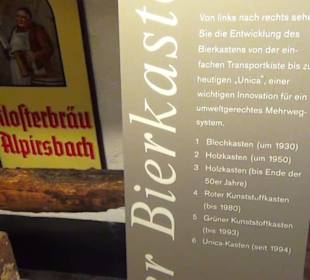 Klosterbräu
Alpirsbach
r Bierkaste
Von links nach rechts sehe
Sie die Entwicklung des
Bierkastens von der ein-
fachen Transportkiste bis zu
heutigen „Unica", einer
wichtigen Innovation für ein
umweltgerechtes Mehrweg-
system.
1 Blechkasten (um 1930)
2 Holzkasten (um 1950)
3 Holzkasten (bis Ende der
50er Jahre)
4 Roter Kunststoffkasten
(bis 1980)
5 Grüner Kunststoffkasten
(bis 1993)
6 Unica-Kasten (seit 1994)